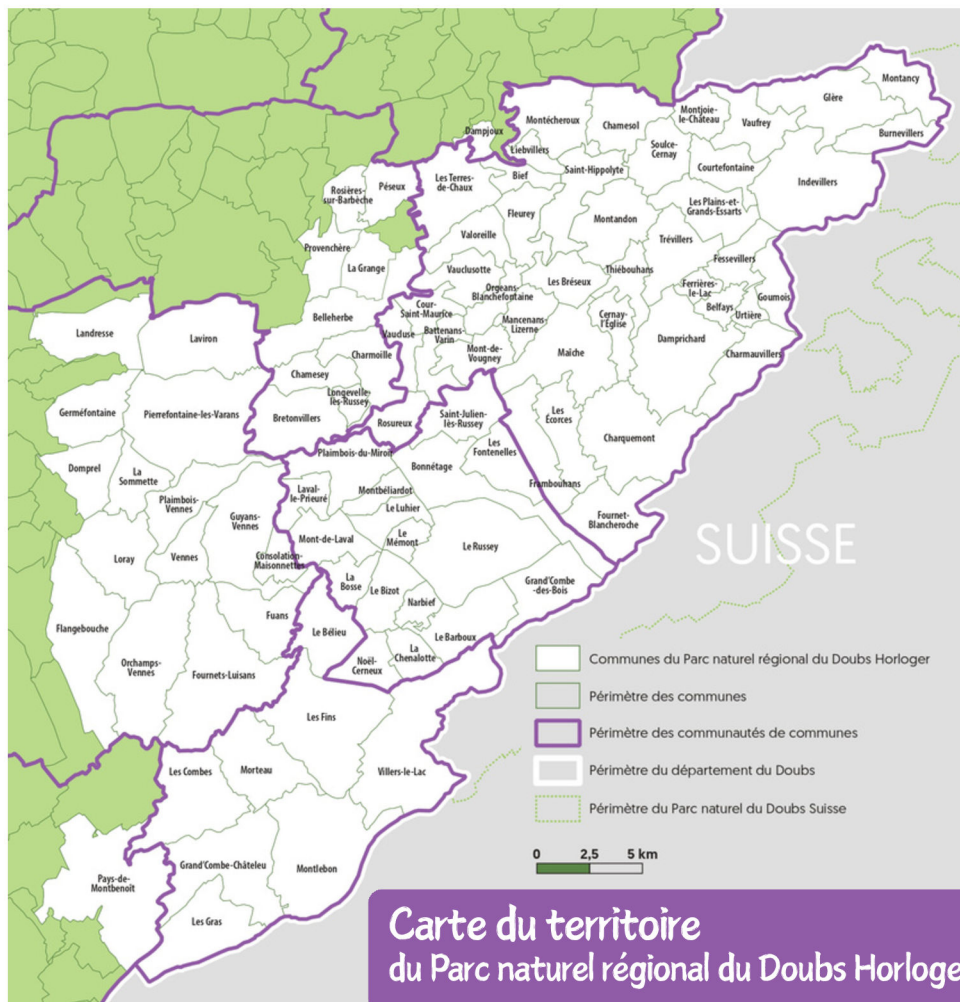 Montancy
Glère
Montjoie-
le-Château
Vaufrey
Burnevillers
Montécheroux
Chamesol
Dampjoux
Liebvillers
Soulce-
Cernay
Courtefontaine
Indevillers
Saint-Hippolyte
Bief
Les Terres-
de-Chaux
Rosières-
sur-Barbèche
Péseux
Fleurey
Montandon
Les Plains-et-
Grands-Essarts
Valoreille
Trévillers
Provenchère
La Grange
Vauclusotte
Thiébouhans
Fessevillers
Les Bréseux
Orgeans-
Blanchefontaine
Ferrières-
le-Lac
Goumois
Belfays
Urtière
Belleherbe
Cour-
Saint-Maurice
Vaucluse
Battenans-
Varin
Mancenans-
Lizerne
Cernay-
l'Église
Landresse
Laviron
Damprichard
Charmauvillers
Charmoille
Mont-de-
Vougney
Maîche
Chamesey
Longevelle-
lès-Russey
Germéfontaine
Pierrefontaine-les-Varans
Bretonvillers
Rosureux
Saint-Julien-
lès-Russey
Les
Écorces
Charquemont
Plaimbois-du-Miroir
Les
Fontenelles
Bonnétage
Domprel
La
Sommette
Frambouhans
Laval-
le-Prieuré
Montbéliardot
Plaimbois-
Vennes
Guyans-
Vennes
Le Luhier
Fournet-
Blancheroche
SUISSE
Mont-de-Laval
Le
Mémont
Le Russey
Loray
Vennes
Consolation-
Maisonnettes
La
Bosse
Le Bizot
Grand'Combe
-des-Bois
Narbief
Fuans
Flangebouche
Le Bélieu
Le Barboux
La
Chenalotte
Noël-
Cerneux
Orchamps-
Vennes
Fournets-Luisans
Les Fins
Les Combes
Morteau
Villers-le-Lac
Grand'Combe-Châteleu
Montlebon
Pays-de-
Montbenoît
Les Gras
Communes du Parc naturel régional du Doubs Horloger
Périmètre des communes
Périmètre des communautés de communes
Périmètre du département du Doubs
Périmètre du Parc naturel du Doubs Suisse
0 2,5 5 km
Carte du territoire
du Parc naturel régional du Doubs Horloge